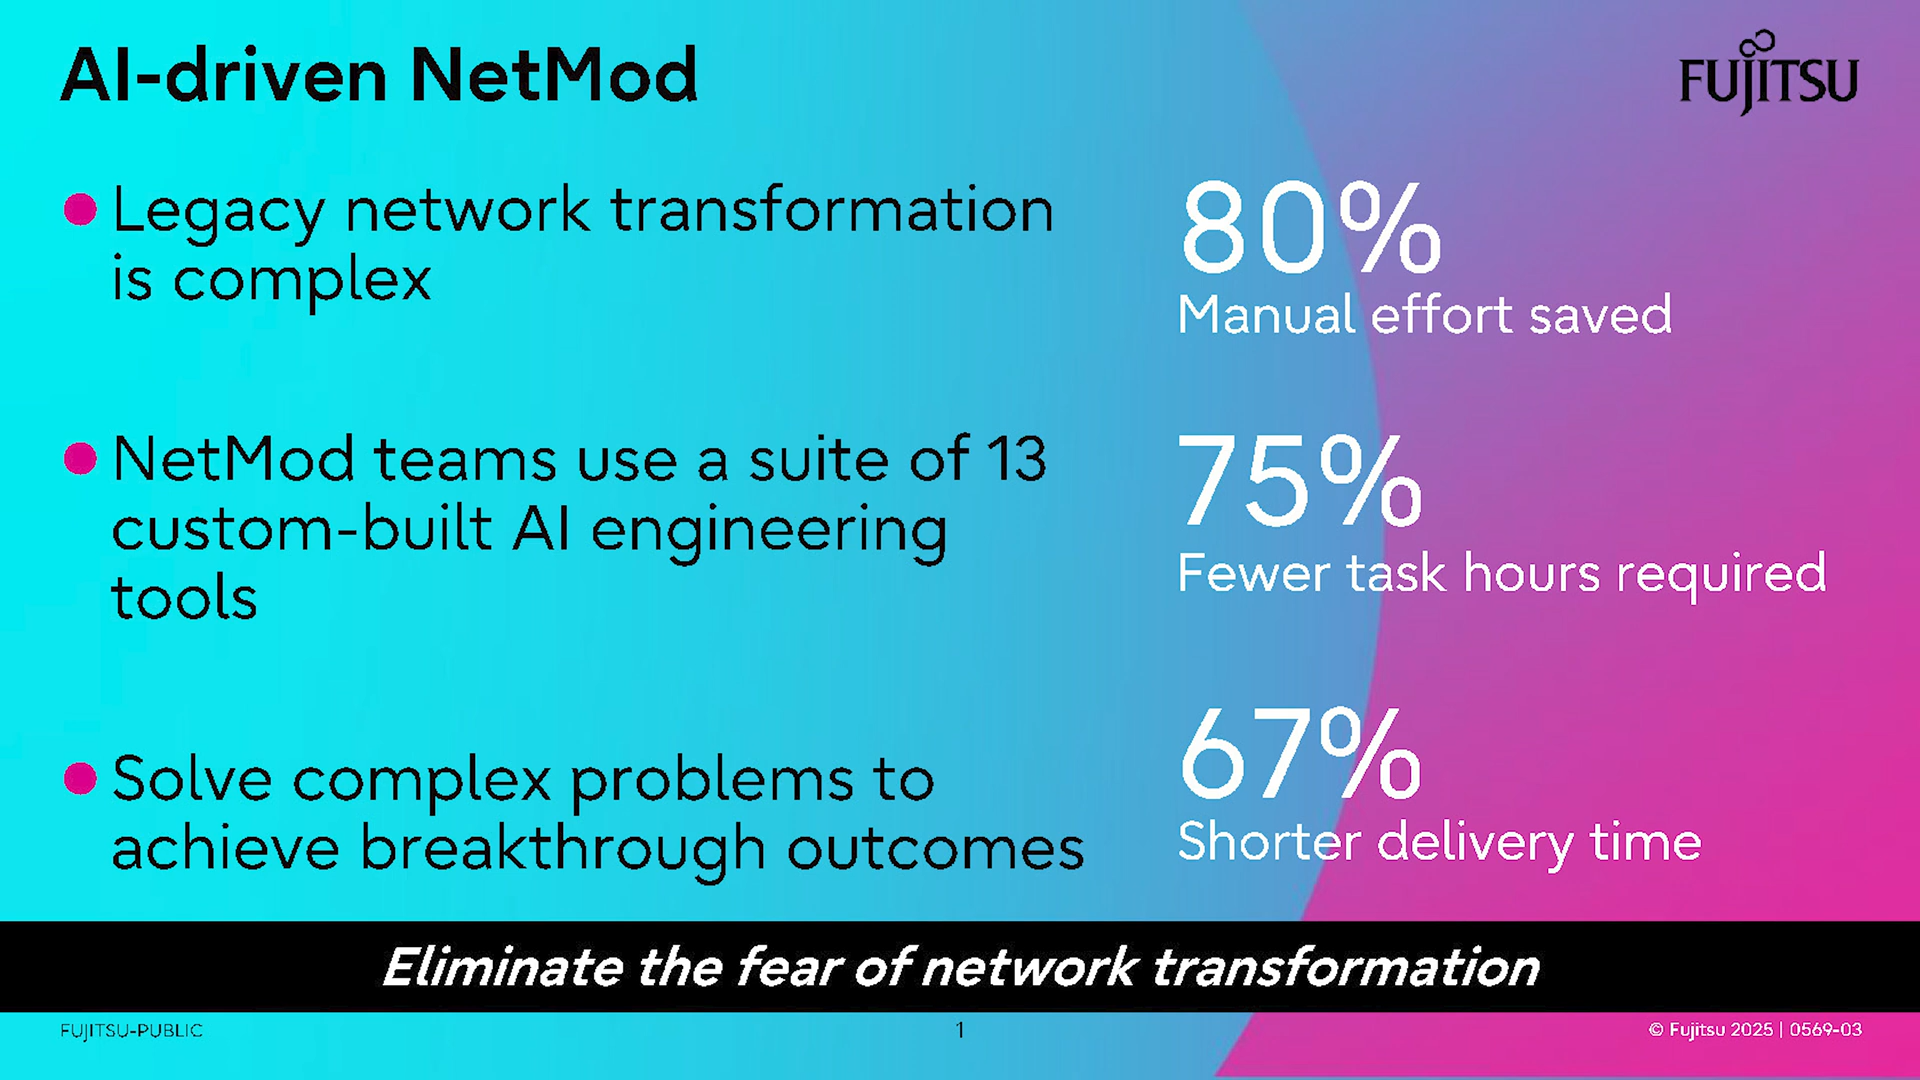 AI-driven NetMod
FUJITSU
Legacy network transformation
is complex
80%
Manual effort saved
NetMod teams use a suite of 13
custom-built AI engineering
tools
75%
Fewer task hours required
Solve complex problems to
achieve breakthrough outcomes
67%
Shorter delivery time
Eliminate the fear of network transformation
FUJITSU-PUBLIC
1
© Fujitsu 2025 | 0569-03